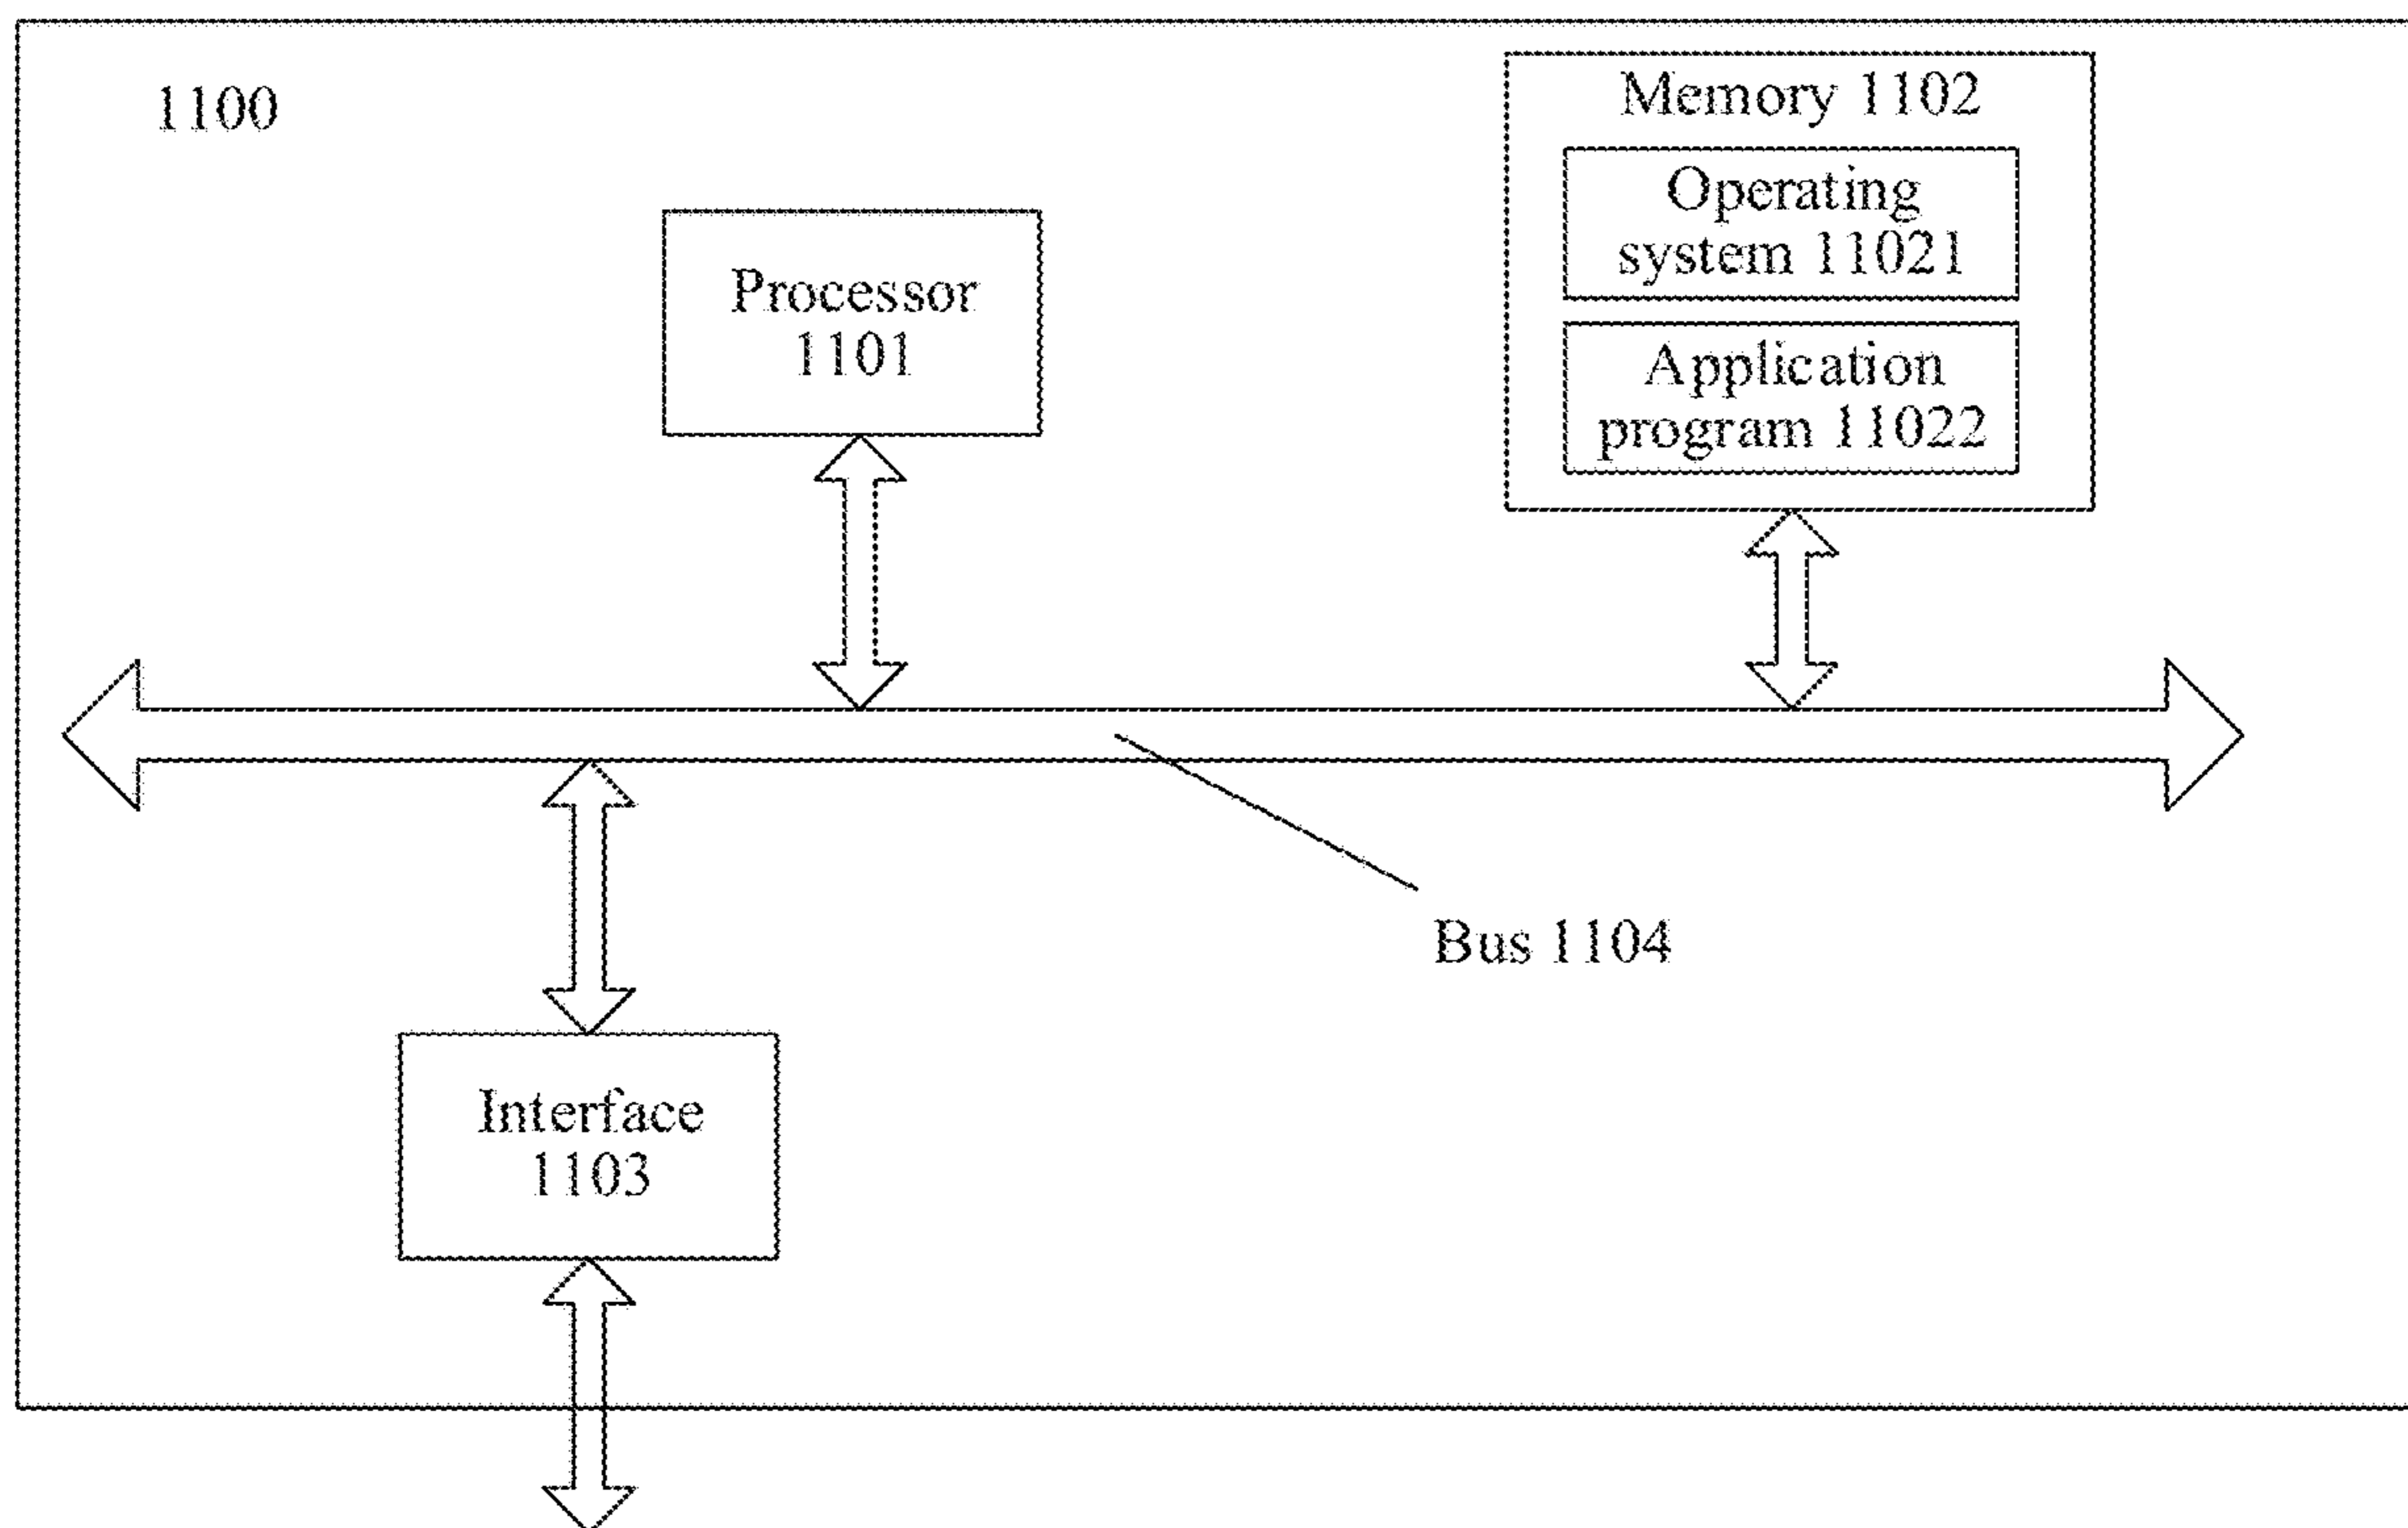 1100
Memory 1102
Operating
system 11021
Application
program 11022
Processor
1101
Bus 1104
Interface
1103